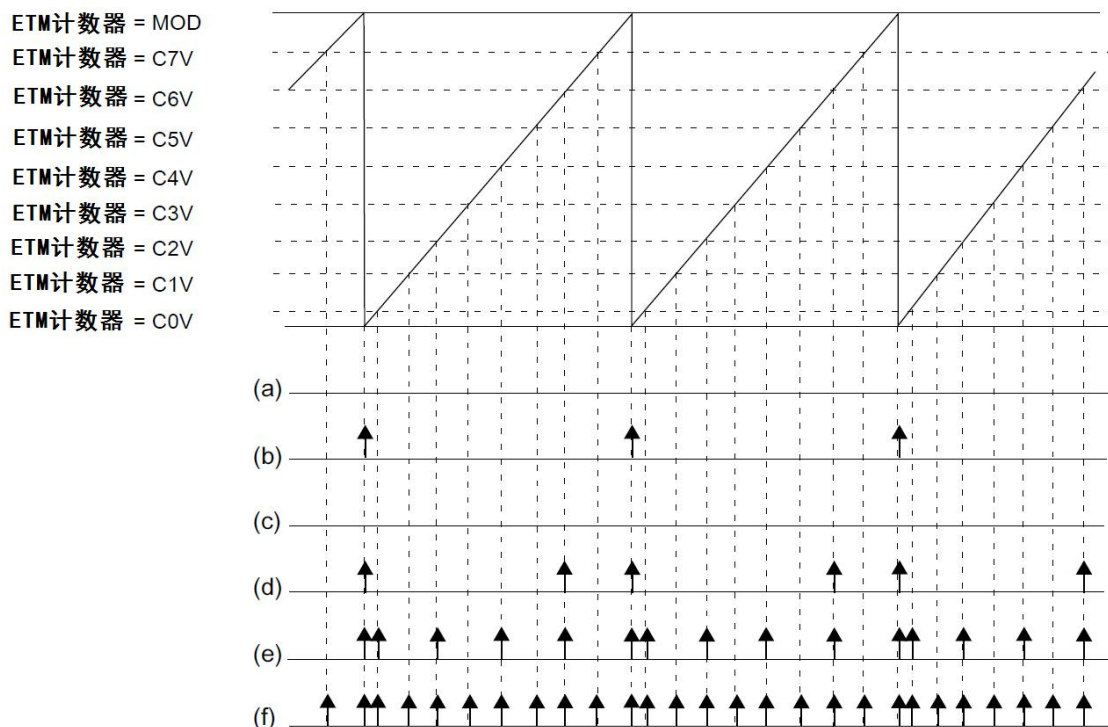 ETM计数器 = MOD
ETM计数器 = C7V
ETM计数器 = C6V
ETM计数器 = C5V
ETM计数器 = C4V
ETM计数器 = C3V
ETM计数器 = C2V
ETM计数器 = C1V
ETM计数器 = C0V
(a)
(b)
(c)
(d)
(e)
(f)